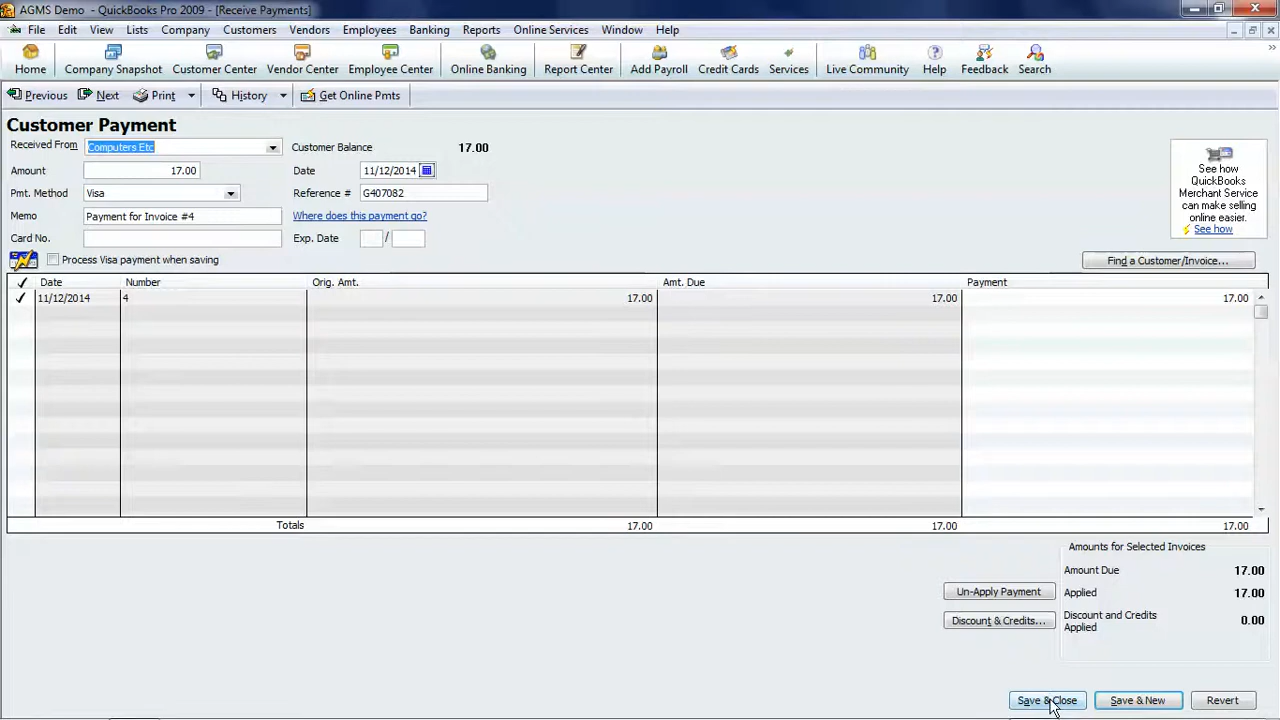 AGMS Demo - QuickBooks Pro 2009 - [Receive Payments]
File Edit View Lists Company Customers Vendors Employees Banking Reports Online Services Window Help
Home Company Snapshot Customer Center Vendor Center Employee Center Online Banking Report Center Add Payroll Credit Cards Services Live Community Help Feedback Search
Previous Next Print History Get Online Pmts
Customer Payment
Received From Computers Etc Customer Balance 17.00
Amount 17.00 Date 11/12/2014
Pmt. Method Visa Reference # G407082
Memo Payment for Invoice #4 Where does this payment go?
Card No. Exp. Date /
See how
QuickBooks
Merchant Service
can make selling
online easier.
See how
Process Visa payment when saving Find a Customer/Invoice...
Date Number Orig. Amt. Amt. Due Payment
11/12/2014 4 17.00 17.00 17.00
Totals 17.00 17.00 17.00
Amounts for Selected Invoices
Amount Due 17.00
Un-Apply Payment Applied 17.00
Discount & Credits... Discount and Credits
Applied 0.00
Save & Close Save & New Revert